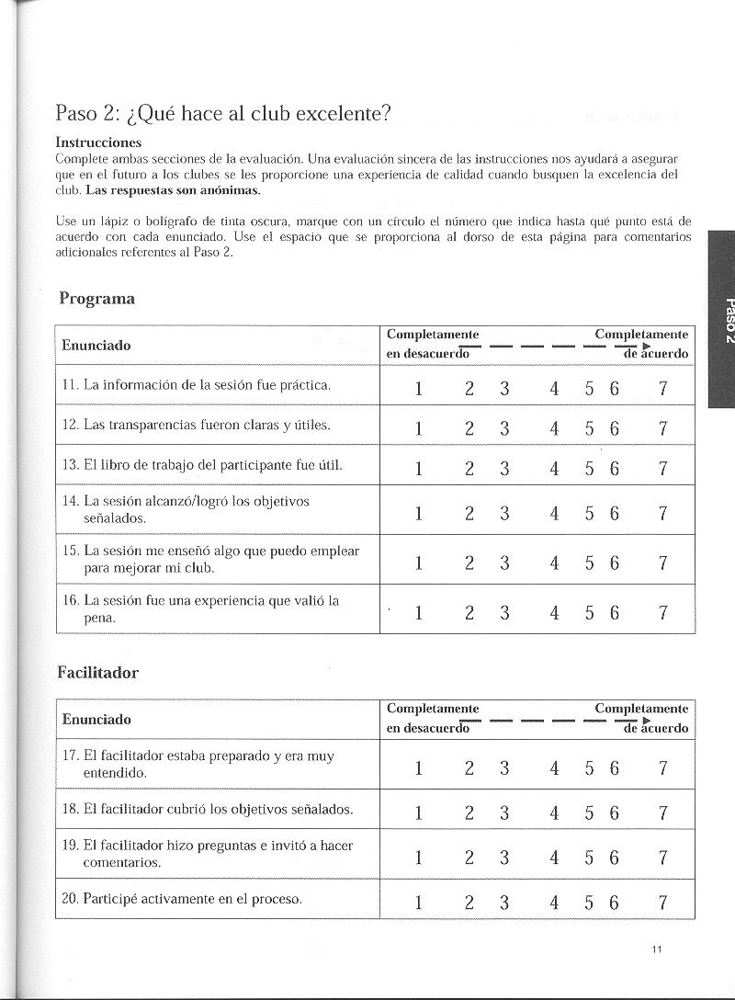 Paso 2: ¿Qué hace al club excelente?
Instrucciones
Complete ambas secciones de la evaluación. Una evaluación sincera de las instrucciones nos ayudará a asegurar
que en el futuro a los clubes se les proporcione una experiencia de calidad cuando busquen la excelencia del
club. Las respuestas son anónimas.
Use un lápiz o bolígrafo de tinta oscura, marque con un círculo el número que indica hasta qué punto está de
acuerdo con cada enunciado. Use el espacio que se proporciona al dorso de esta página para comentarios
adicionales referentes al Paso 2.
Paso 2
Programa
Enunciado
Completamente
en desacuerdo
Completamente
de acuerdo
11. La información de la sesión fue práctica. 1 2 3 4 5 6 7
12. Las transparencias fueron claras y útiles. 1 2 3 4 5 6 7
13. El libro de trabajo del participante fue útil. 1 2 3 4 5 6 7
14. La sesión alcanzó/logró los objetivos
señalados. 1 2 3 4 5 6 7
15. La sesión me enseñó algo que puedo emplear
para mejorar mi club. 1 2 3 4 5 6 7
16. La sesión fue una experiencia que valió la
pena. 1 2 3 4 5 6 7
Facilitador
Enunciado
Completamente
en desacuerdo
Completamente
de acuerdo
17. El facilitador estaba preparado y era muy
entendido. 1 2 3 4 5 6 7
18. El facilitador cubrió los objetivos señalados. 1 2 3 4 5 6 7
19. El facilitador hizo preguntas e invitó a hacer
comentarios. 1 2 3 4 5 6 7
20. Participé activamente en el proceso. 1 2 3 4 5 6 7
11